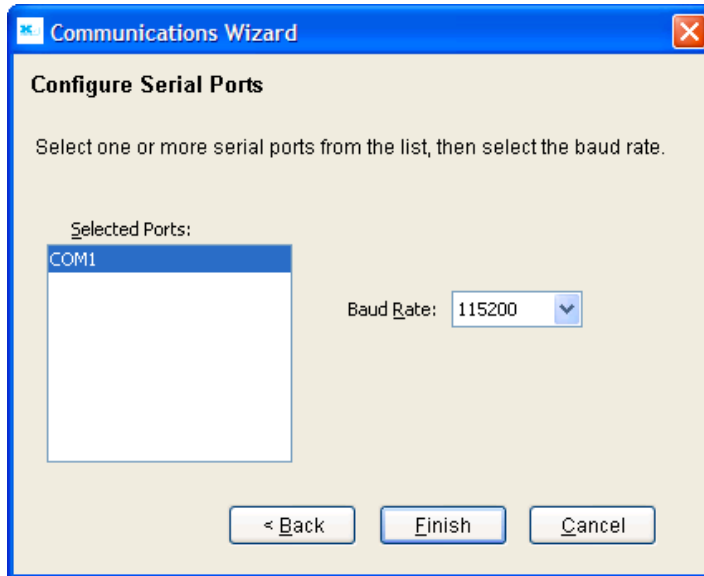 Communications Wizard
Configure Serial Ports
Select one or more serial ports from the list, then select the baud rate.
Selected Ports:
COM1
Baud Rate: 115200
< Back Finish Cancel